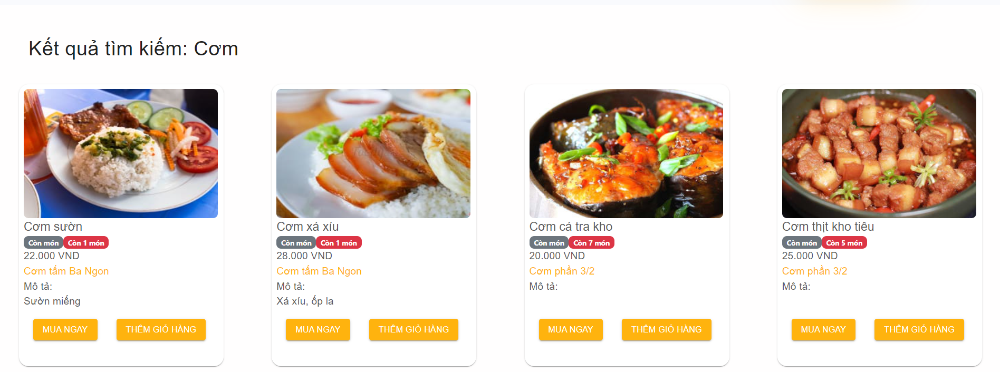 Kết quả tìm kiếm: Cơm
Cơm sườn
Còn món Còn 1 món
22.000 VND
Cơm tấm Ba Ngon
Mô tả:
Sườn miếng
MUA NGAY THÊM GIỎ HÀNG
Cơm xá xíu
Còn món Còn 1 món
28.000 VND
Cơm tấm Ba Ngon
Mô tả:
Xá xíu, ốp la
MUA NGAY THÊM GIỎ HÀNG
Cơm cá tra kho
Còn món Còn 7 món
20.000 VND
Cơm phần 3/2
Mô tả:
MUA NGAY THÊM GIỎ HÀNG
Cơm thịt kho tiêu
Còn món Còn 5 món
25.000 VND
Cơm phần 3/2
Mô tả:
MUA NGAY THÊM GIỎ HÀNG